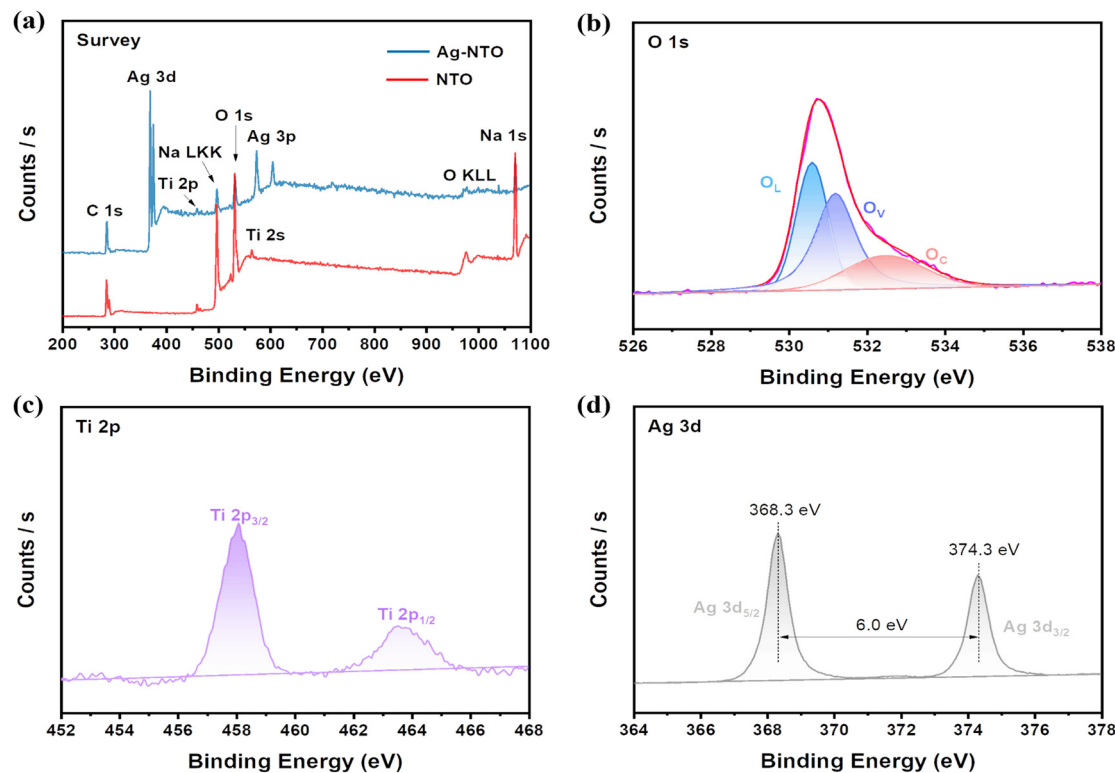 (a)
Survey
Ag-NTO
NTO
Ag 3d
O 1s
Ag 3p
Na 1s
Na LKK
Ti 2p
O KLL
C 1s
Ti 2s
Counts / s
200 300 400 500 600 700 800 900 1000 1100
Binding Energy (eV)
(b)
O 1s
O_L
O_V
O_C
Counts / s
526 528 530 532 534 536 538
Binding Energy (eV)
(c)
Ti 2p
Ti 2p3/2
Ti 2p1/2
Counts / s
452 454 456 458 460 462 464 466 468
Binding Energy (eV)
(d)
Ag 3d
368.3 eV
374.3 eV
Ag 3d5/2
6.0 eV
Ag 3d3/2
Counts / s
364 366 368 370 372 374 376 378
Binding Energy (eV)